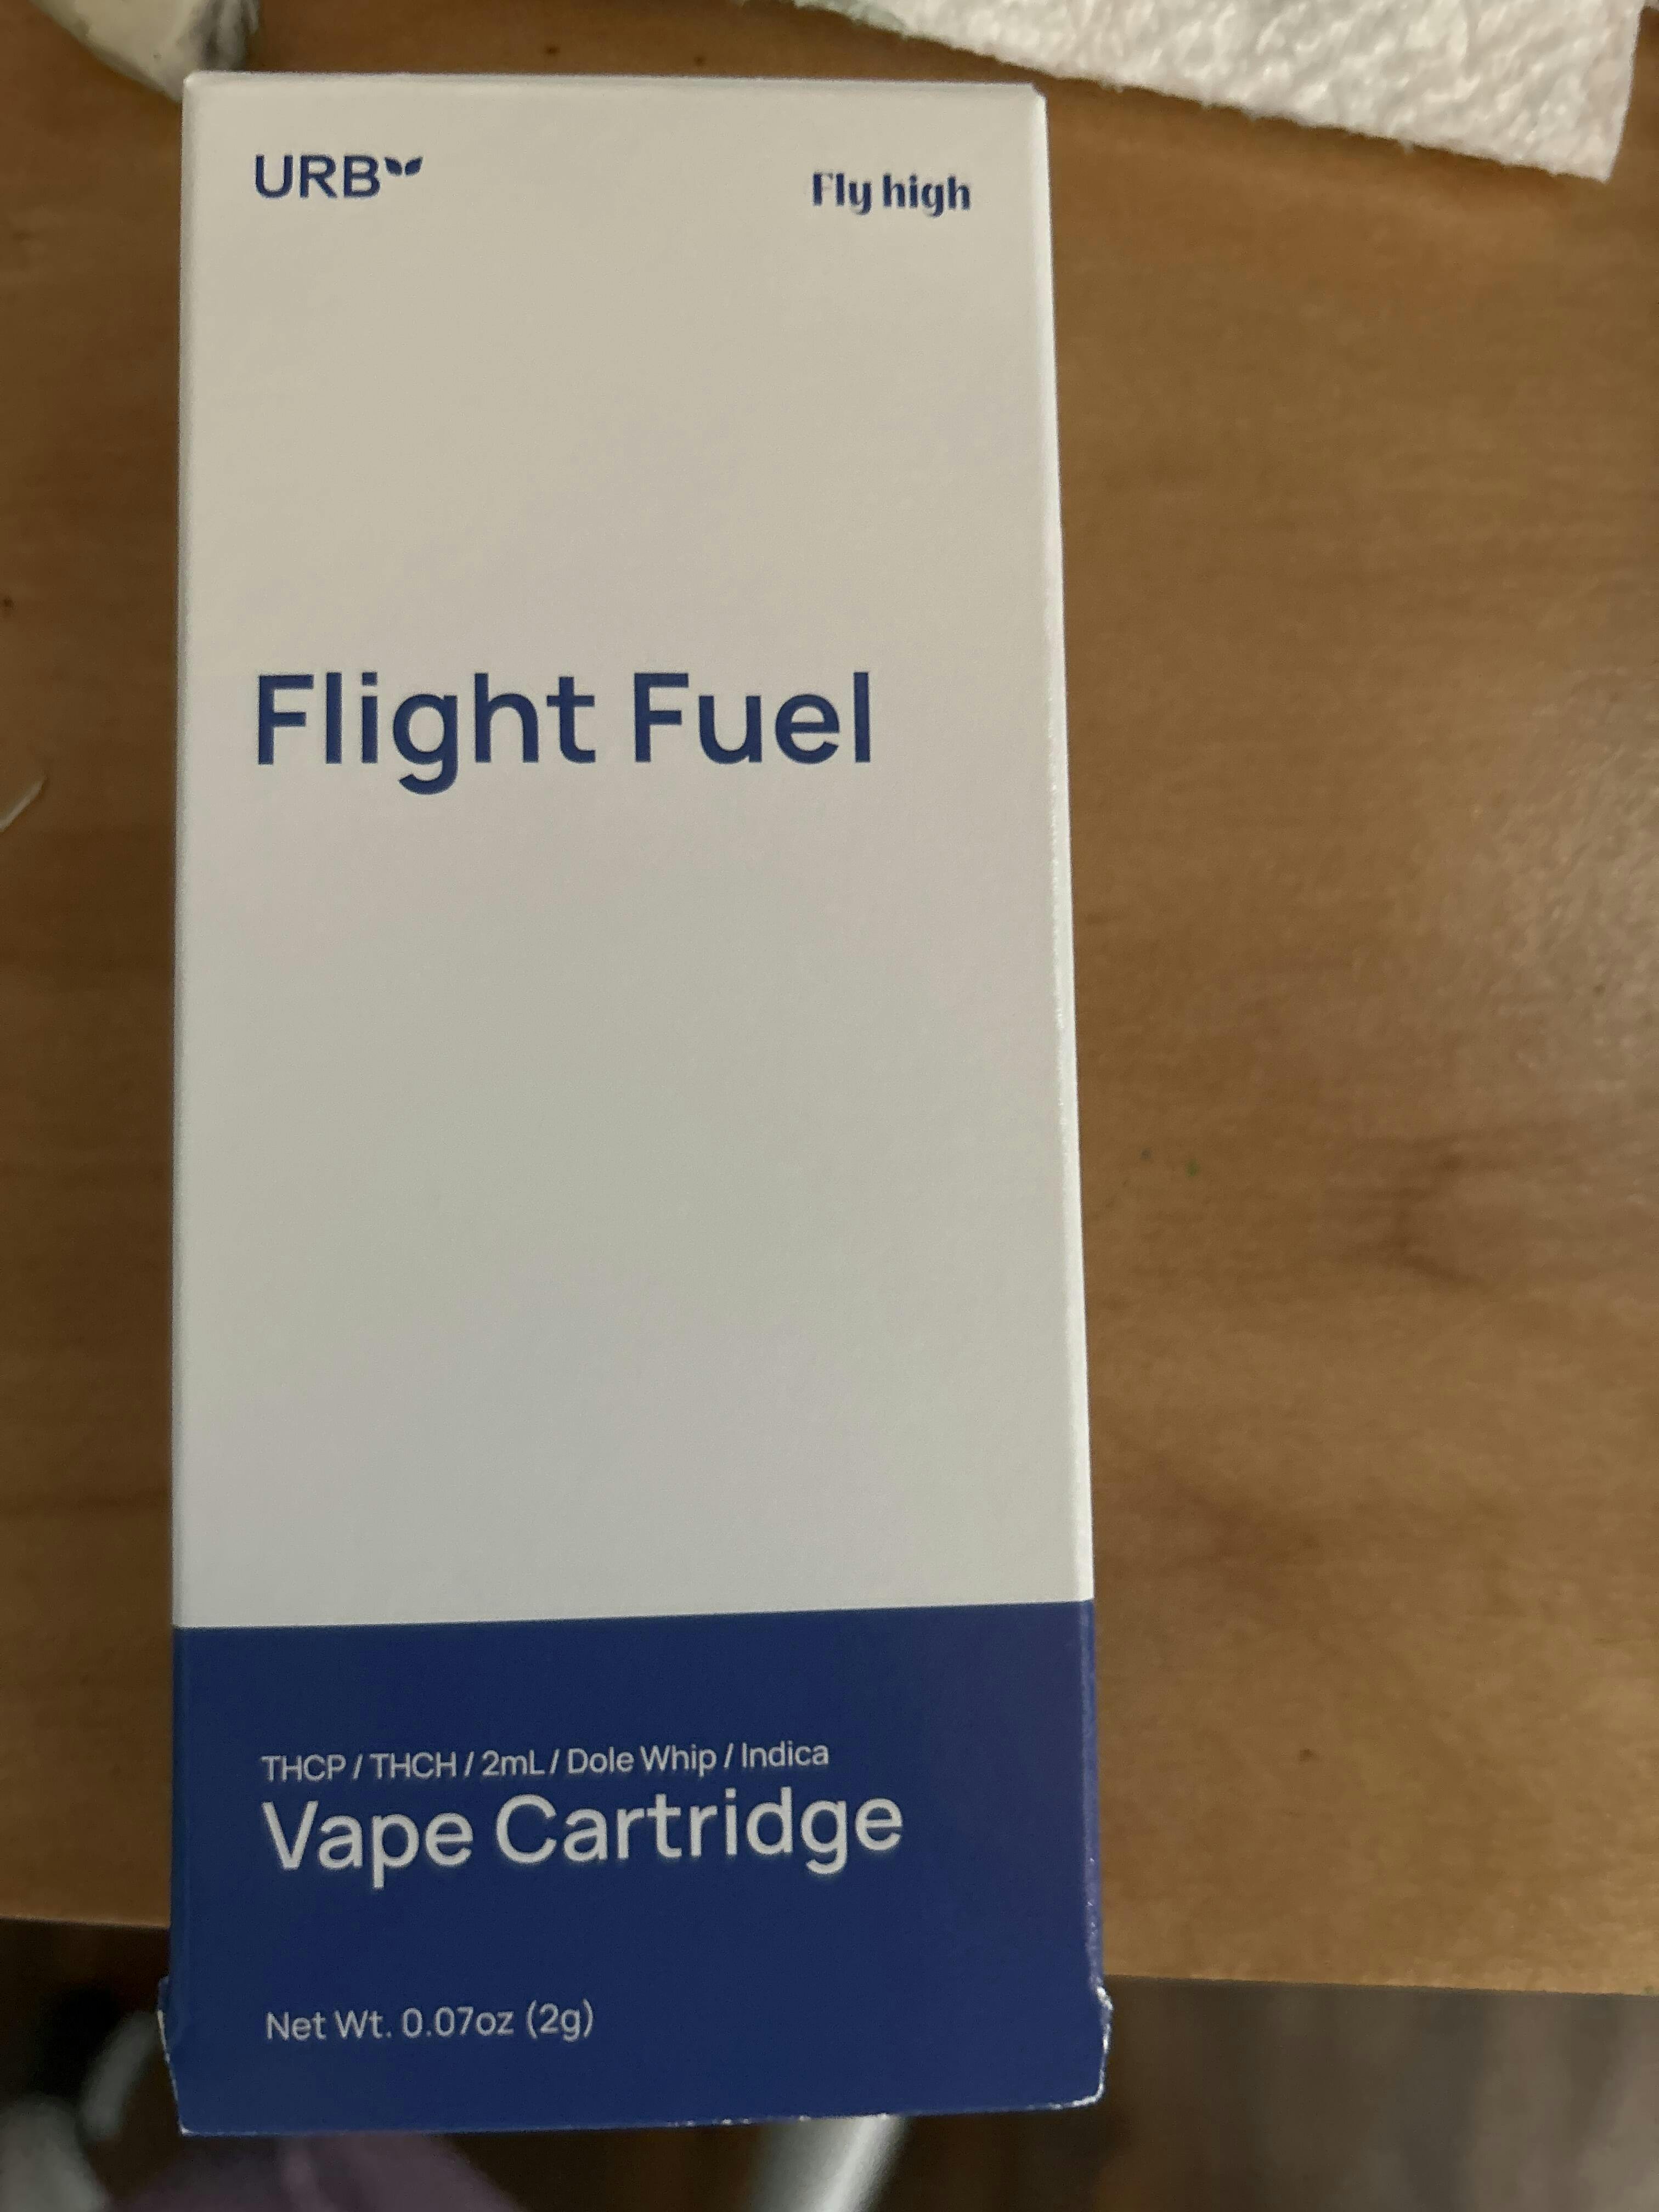 URB
Fly high
Flight Fuel
THCP / THCH / 2mL / Dole Whip / Indica
Vape Cartridge
Net Wt. 0.07oz (2g)